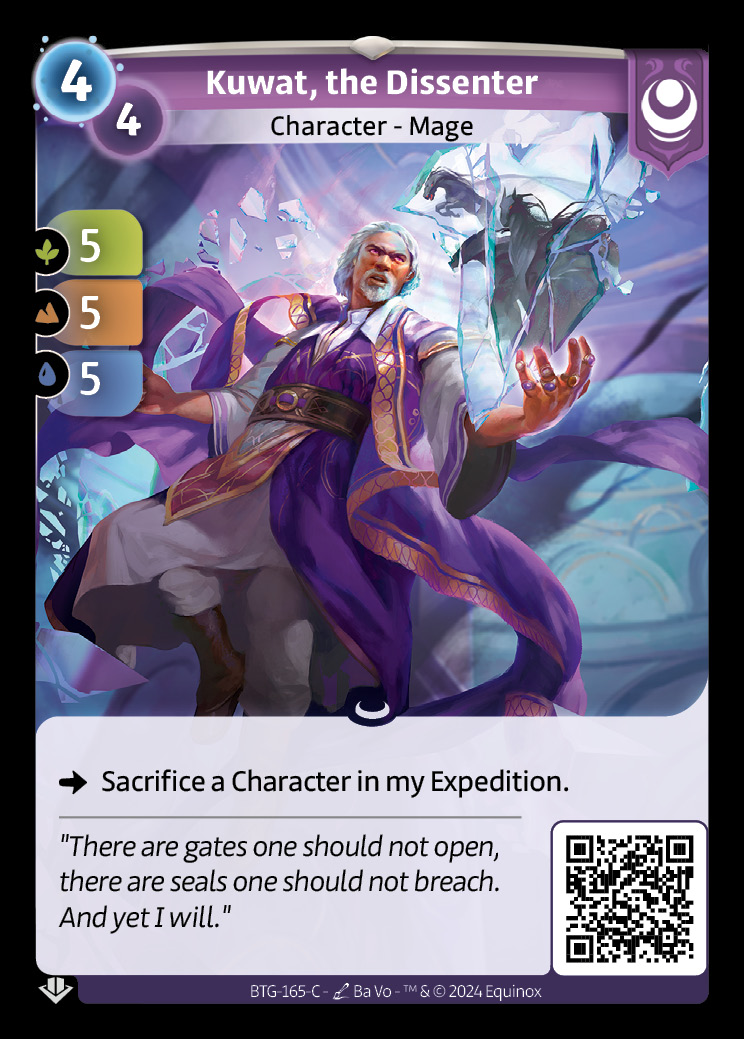 4
Kuwat, the Dissenter
4
Character - Mage
5
5
5
Sacrifice a Character in my Expedition.
"There are gates one should not open,
there are seals one should not breach.
And yet I will."
BTG-165-C - Ba Vo - ™ & © 2024 Equinox